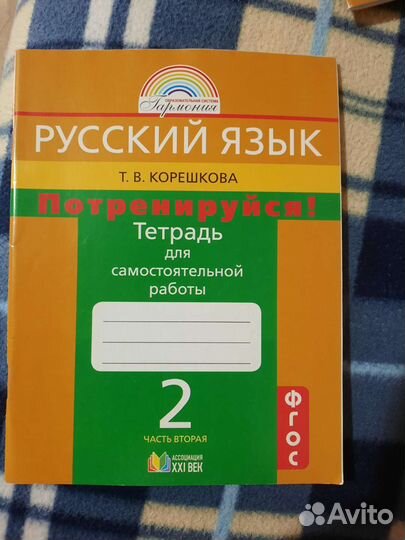 ОБРАЗОВАТЕЛЬНАЯ СИСТЕМА
Гармония
РУССКИЙ ЯЗЫК
Т. В. КОРЕШКОВА
Потренируйся!
Тетрадь
для
самостоятельной
работы
2
ЧАСТЬ ВТОРАЯ
АССОЦИАЦИЯ
XXI ВЕК
ФГОС
Avito